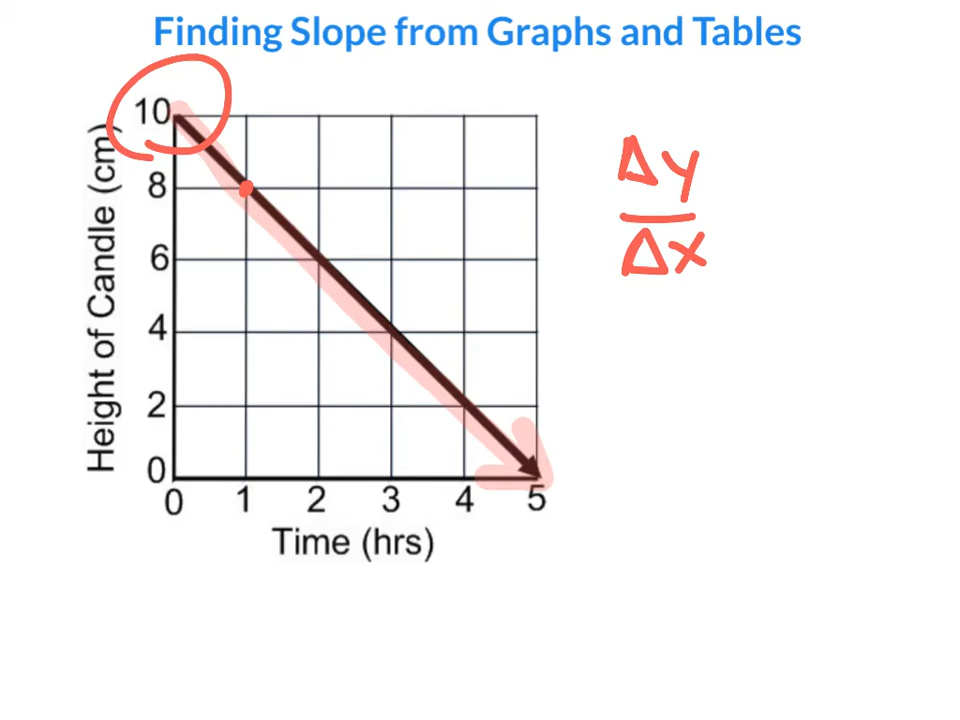 Finding Slope from Graphs and Tables
Height of Candle (cm)
10
8
6
4
2
0
0 1 2 3 4 5
Time (hrs)
Δy
Δx